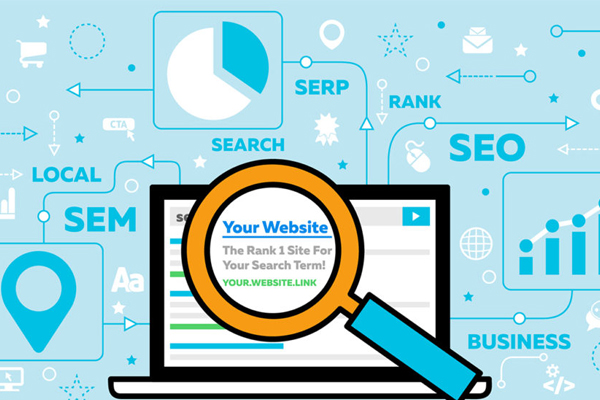 SERP
RANK
CTA
SEARCH
SEO
LOCAL
SEM
Your Website
The Rank 1 Site For
Your Search Term!
YOUR.WEBSITE.LINK
Aa
BUSINESS